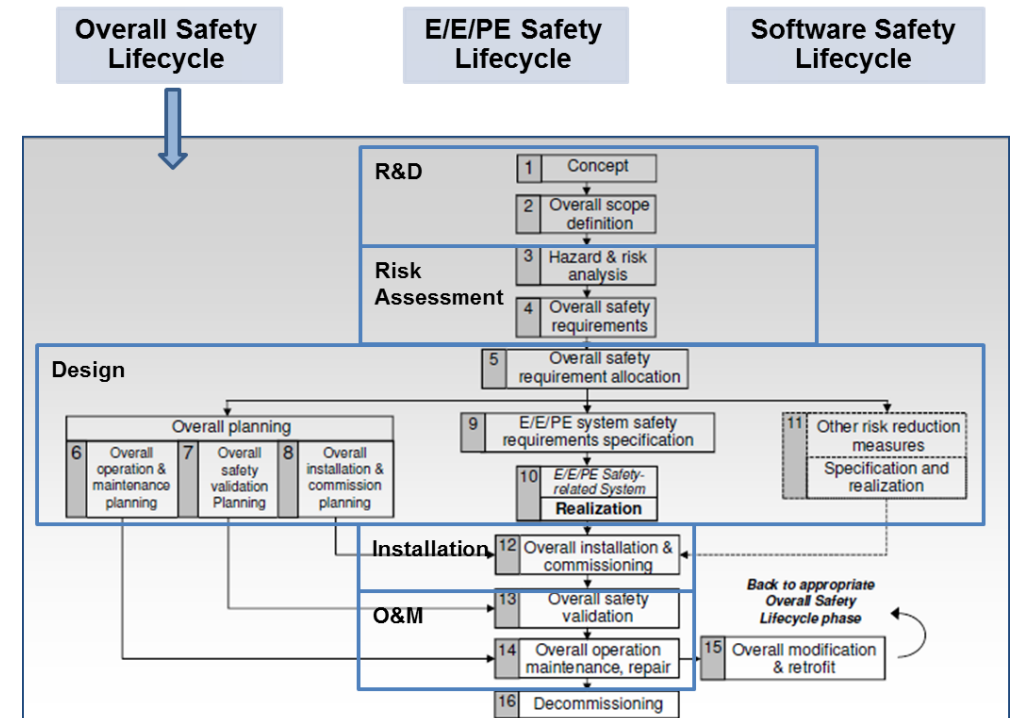 Overall Safety
Lifecycle
E/E/PE Safety
Lifecycle
Software Safety
Lifecycle
R&D
1
Concept
2
Overall scope
definition
Risk
Assessment
3
Hazard & risk
analysis
4
Overall safety
requirements
Design
5
Overall safety
requirement allocation
Overall planning
6
Overall
operation &
maintenance
planning
7
Overall
safety
validation
Planning
8
Overall
installation &
commission
planning
9
E/E/PE system safety
requirements specification
10
E/E/PE Safety-
related System
Realization
11
Other risk reduction
measures
Specification and
realization
Installation
12
Overall installation &
commissioning
O&M
13
Overall safety
validation
14
Overall operation
maintenance, repair
15
Overall modification
& retrofit
Back to appropriate
Overall Safety
Lifecycle phase
16
Decommissioning